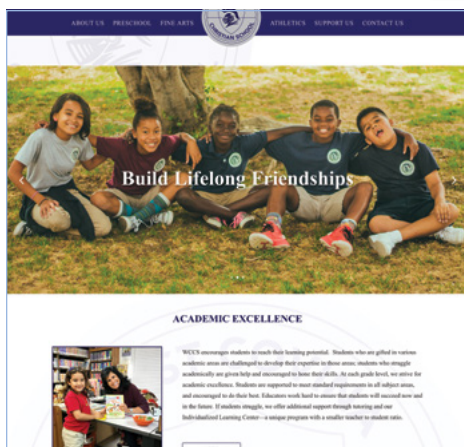 ABOUT US PRESCHOOL FINE ARTS ATHLETICS SUPPORT US CONTACT US
CHRISTIAN SCHOOL
Build Lifelong Friendships
ACADEMIC EXCELLENCE
WCCS encourages students to reach their learning potential. Students who are gifted in various
academic areas are challenged to develop their expertise in those areas; students who struggle
academically are given help and encouraged to hone their skills. At each grade level, we strive for
academic excellence. Students are supported to meet standard requirements in all subject areas,
and encouraged to do their best. Educators work hard to ensure that students will succeed now and
in the future. If students struggle, we offer additional support through tutoring and our
Individualized Learning Center—a unique program with a smaller teacher to student ratio.